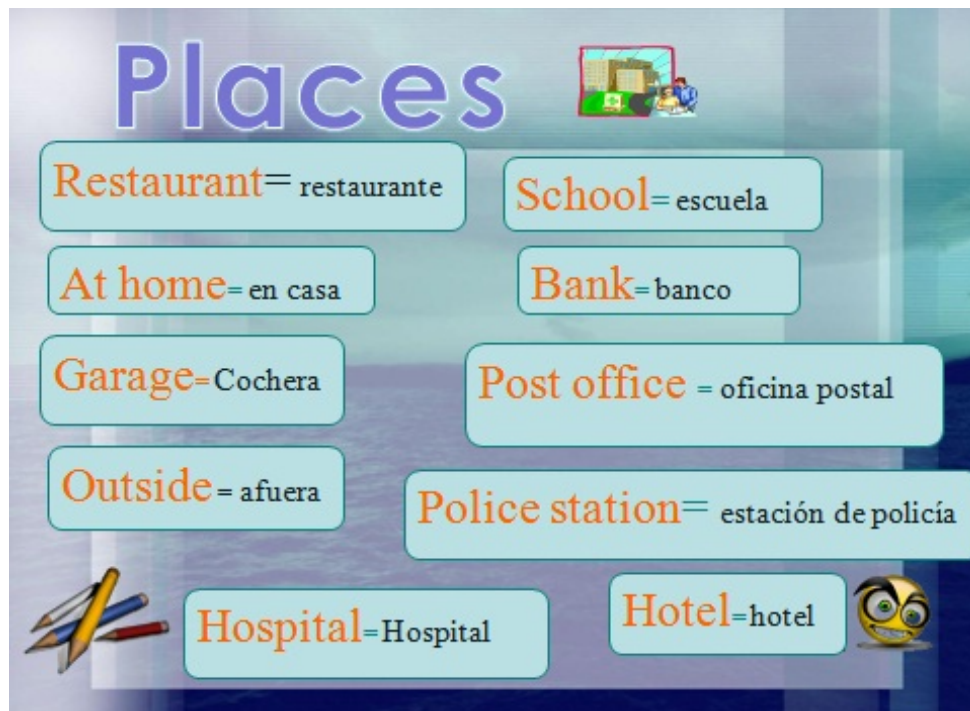 Places
Restaurant= restaurante
School= escuela
At home= en casa
Bank= banco
Garage= Cochera
Post office = oficina postal
Outside = afuera
Police station= estación de policía
Hospital=Hospital
Hotel=hotel